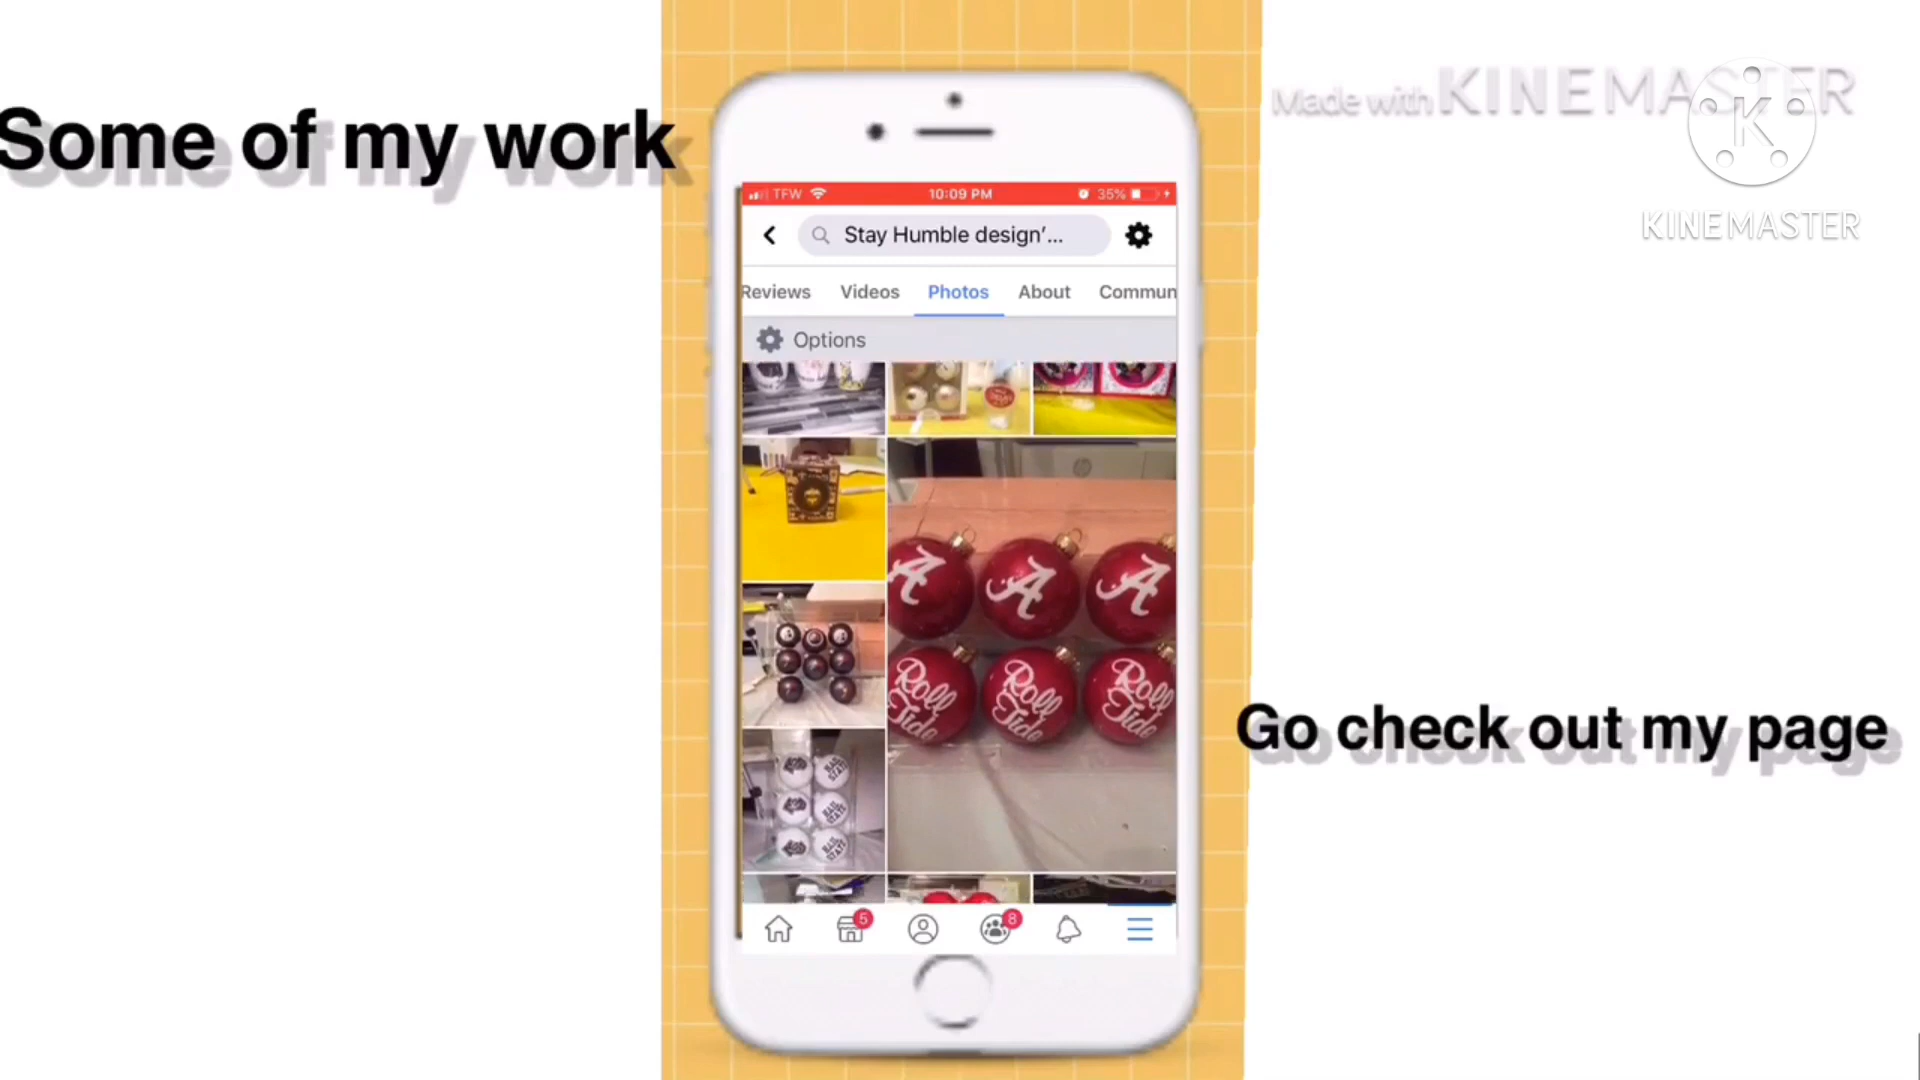 Some of my work
Made with KINEMASTER
K
KINEMASTER
TFW 10:09 PM 35%
Stay Humble design'...
Reviews Videos Photos About Commun
Options
A A A
Roll Tide Roll Tide Roll Tide
Go check out my page
5 8